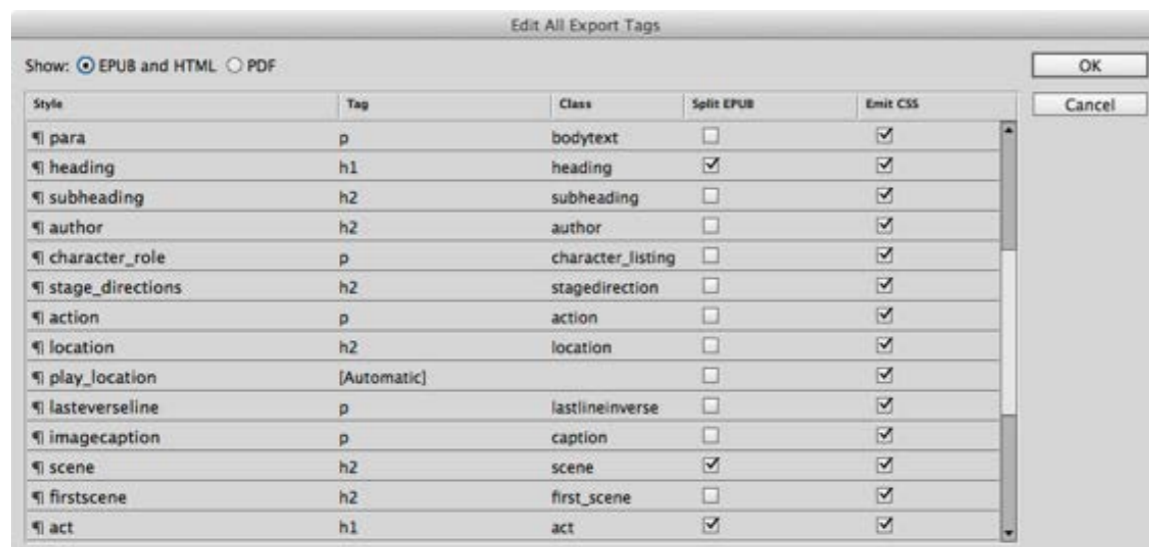 Edit All Export Tags
Show: EPUB and HTML PDF
OK
Cancel
Style Tag Class Split EPUB Emit CSS
¶ para p bodytext
¶ heading h1 heading
¶ subheading h2 subheading
¶ author h2 author
¶ character_role p character_listing
¶ stage_directions h2 stagedirection
¶ action p action
¶ location h2 location
¶ play_location [Automatic]
¶ lasteverseline p lastlineinverse
¶ imagecaption p caption
¶ scene h2 scene
¶ firstscene h2 first_scene
¶ act h1 act